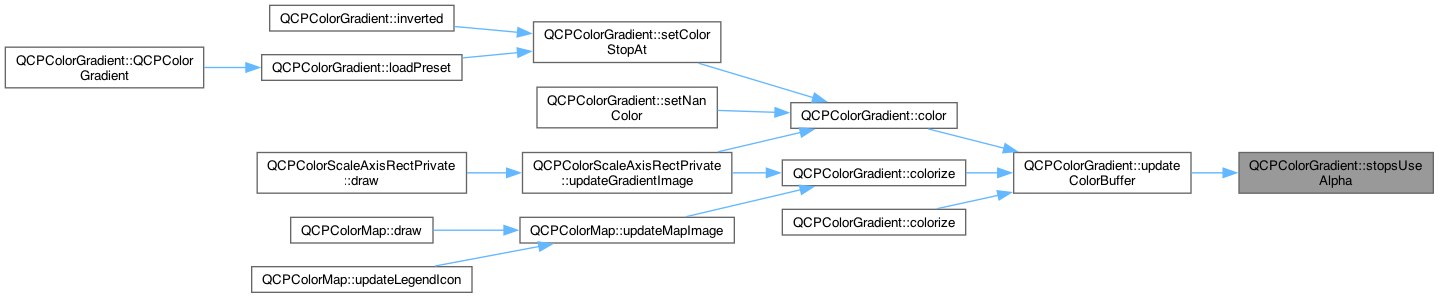 QCPColorGradient::inverted
QCPColorGradient::setColor
StopAt
QCPColorGradient::QCPColor
Gradient
QCPColorGradient::loadPreset
QCPColorGradient::setNan
Color
QCPColorGradient::color
QCPColorScaleAxisRectPrivate
::draw
QCPColorScaleAxisRectPrivate
::updateGradientImage
QCPColorGradient::colorize
QCPColorGradient::update
ColorBuffer
QCPColorGradient::stopsUse
Alpha
QCPColorGradient::colorize
QCPColorMap::draw
QCPColorMap::updateMapImage
QCPColorMap::updateLegendIcon